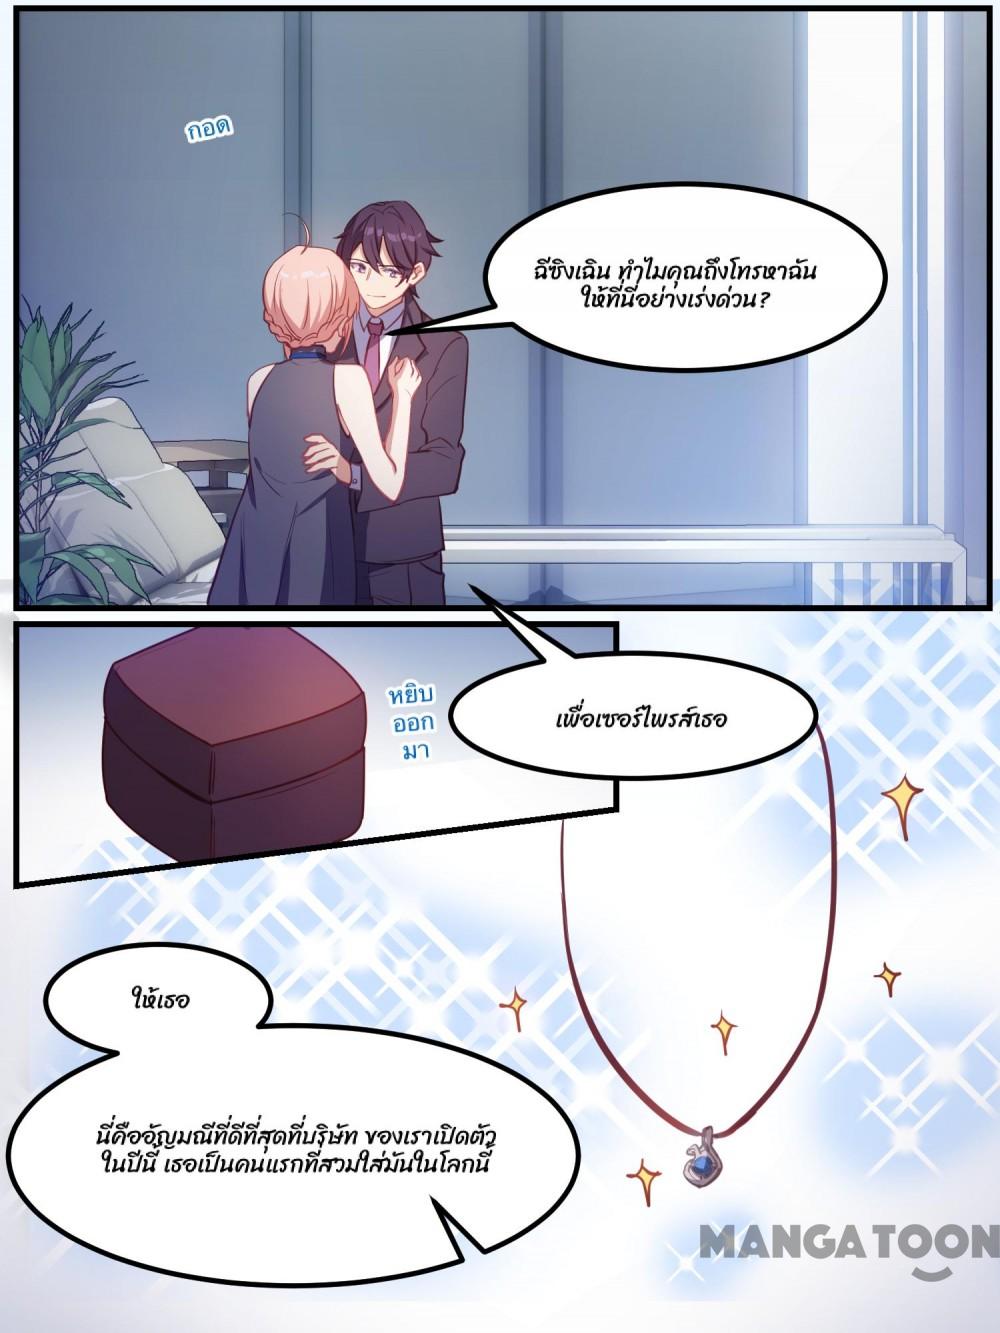 กอด
ฉีซิงเฉิน ทำไมคุณถึงโทรหาฉัน
ให้ที่นี่อย่างเร่งด่วน?
หยิบ
ออก
มา
เพื่อเซอร์ไพรส์เธอ
ให้เธอ
นี่คืออัญมณีที่ดีที่สุดที่บริษัท ของเราเปิดตัว
ในปีนี้ เธอเป็นคนแรกที่สวมใส่มันในโลกนี้
MANGATOON